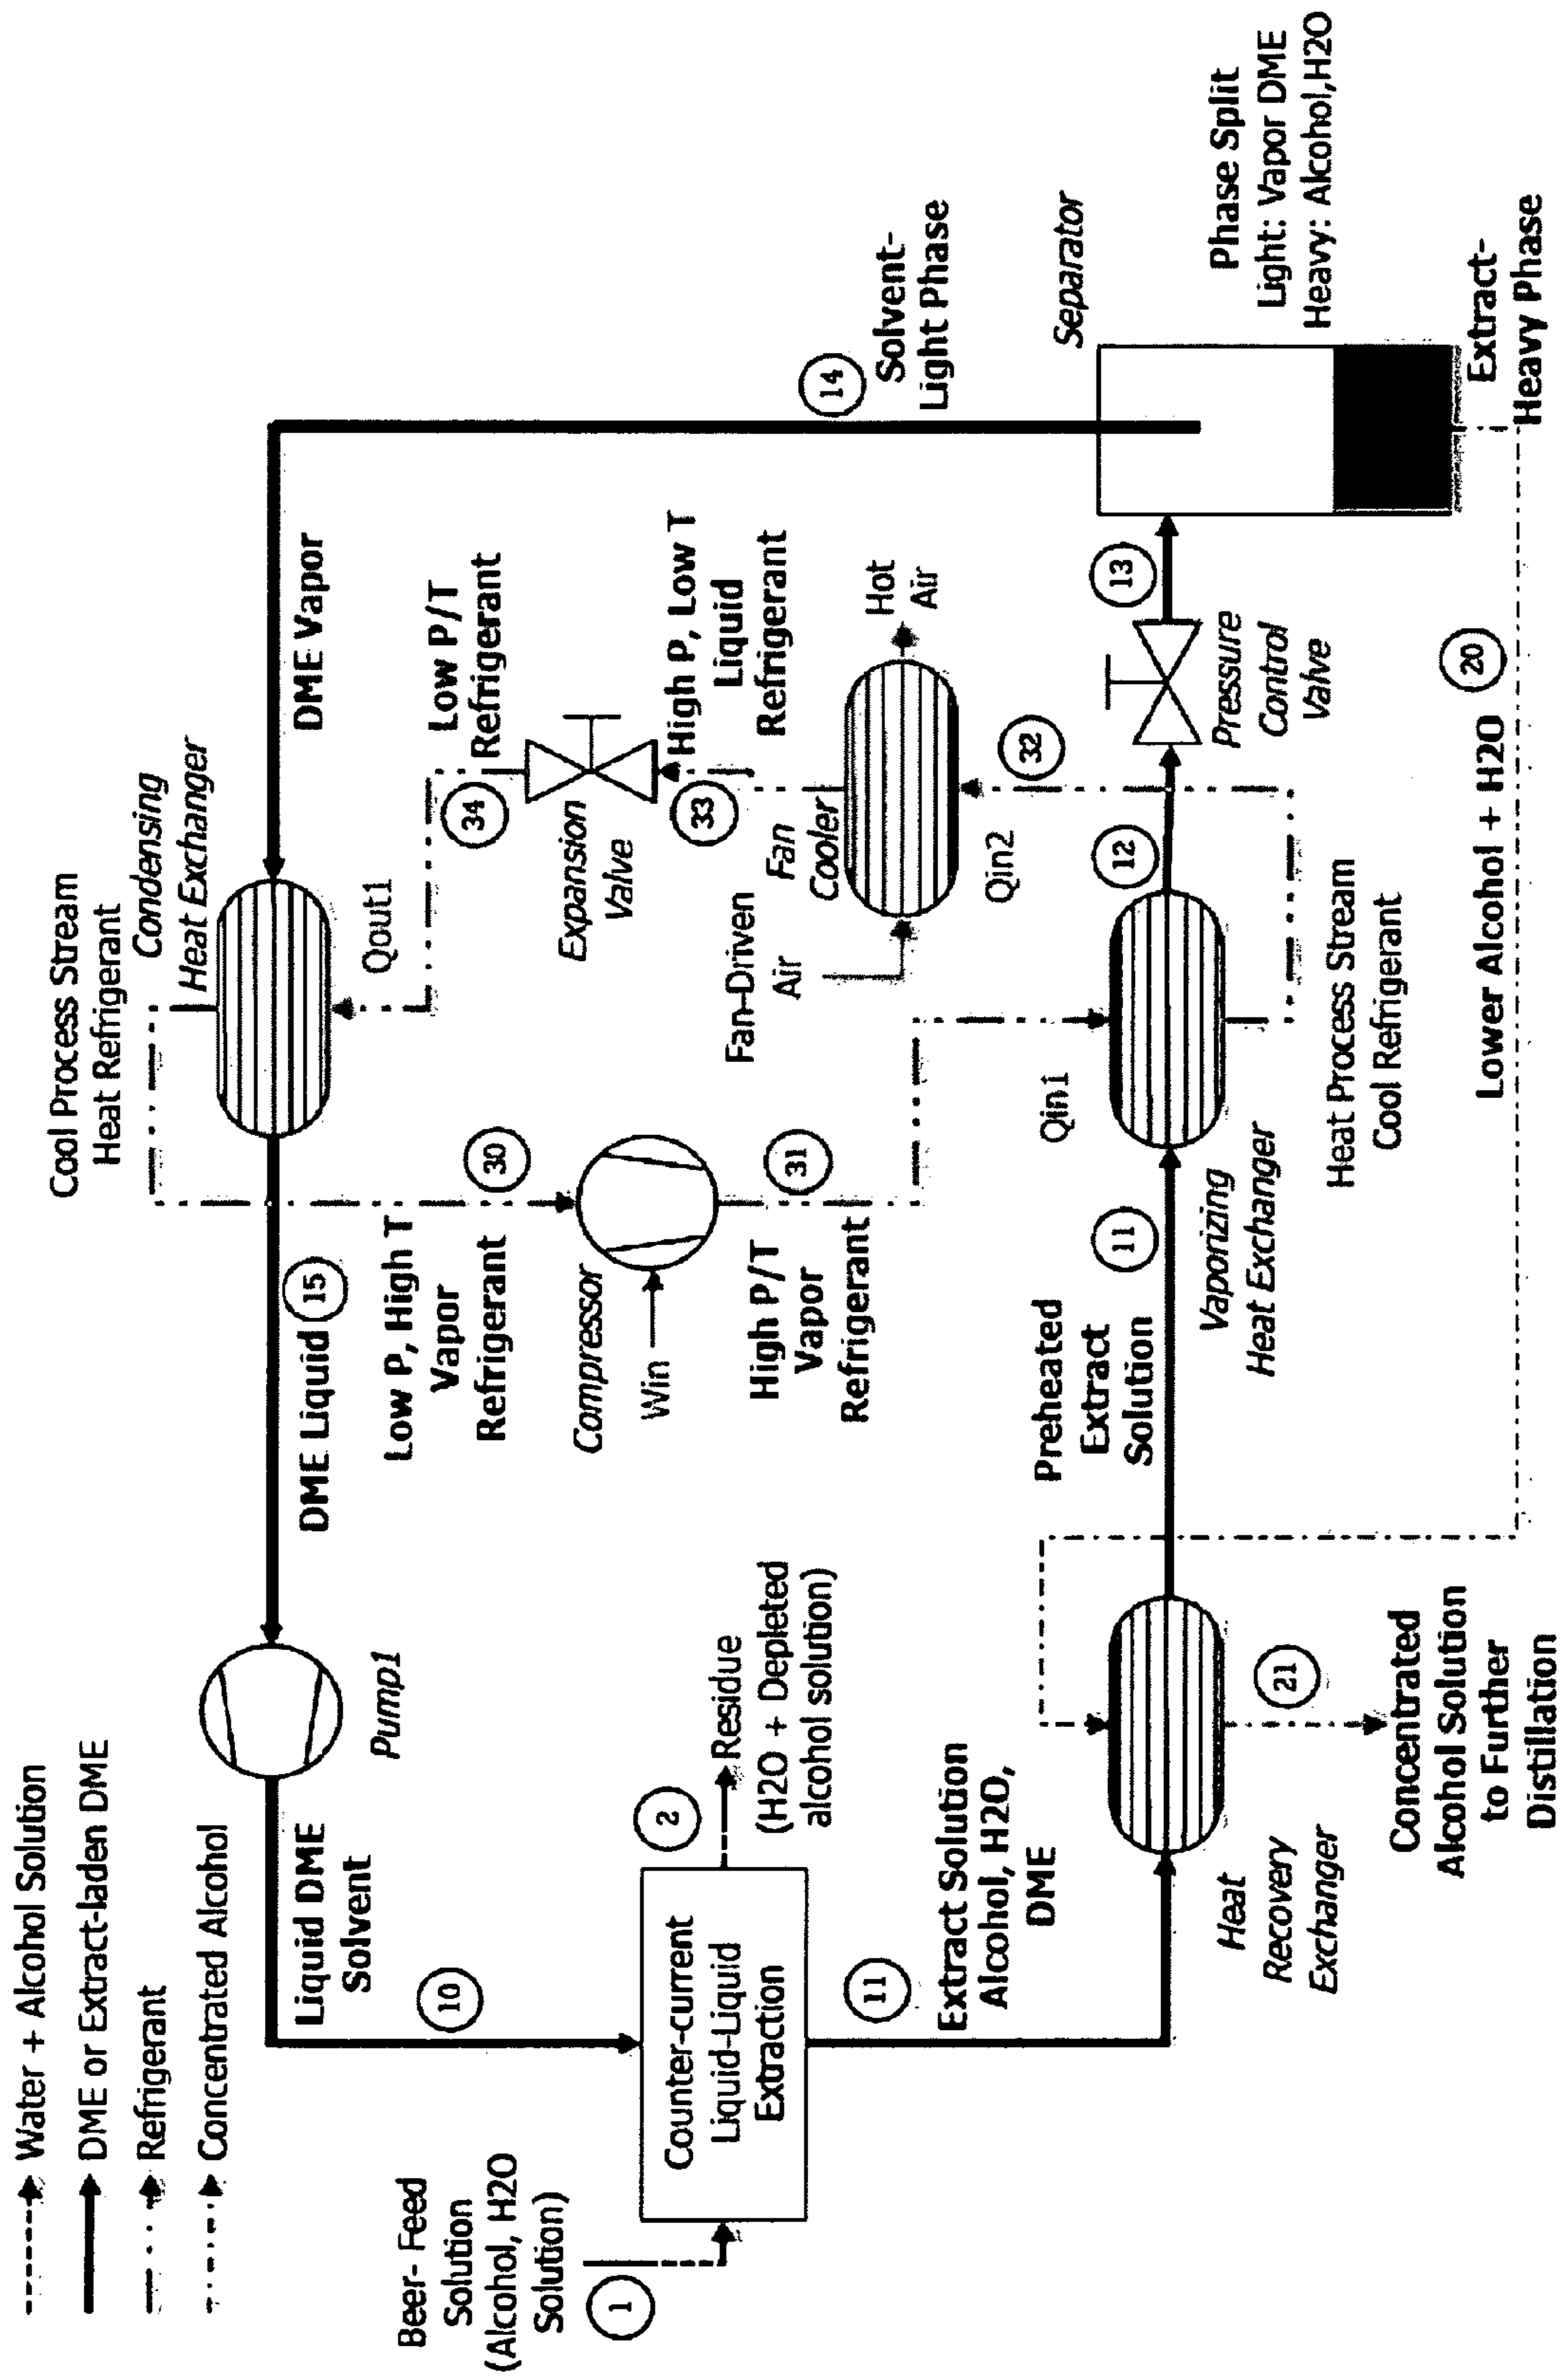 Water + Alcohol Solution
DME or Extract-laden DME
Refrigerant
Concentrated Alcohol
Cool Process Stream
Heat Refrigerant
Condensing
Heat Exchanger
DME Vapor
DME Liquid
15
Pump1
Liquid DME
Solvent
10
Qout1
Low P/T
Refrigerant
34
Low P, High T
Vapor
Refrigerant
30
Expansion
Valve
High P, Low T
Liquid
Refrigerant
33
Compressor
Win
31
High P/T
Vapor
Refrigerant
Fan
Cooler
Fan-Driven
Air
Hot
Air
Qin2
32
14
Solvent-
Light Phase
Beer- Feed
Solution
(Alcohol, H2O
Solution)
1
Counter-current
Liquid-Liquid
Extraction
2
Residue
(H2O + Depleted
alcohol solution)
11
Extract Solution
Alcohol, H2O,
DME
Heat
Recovery
Exchanger
21
Concentrated
Alcohol Solution
to Further
Distillation
Preheated
Extract
Solution
11
Vaporizing
Heat Exchanger
Qin1
Heat Process Stream
Cool Refrigerant
12
Pressure
Control
Valve
13
Separator
Phase Split
Light: Vapor DME
Heavy: Alcohol,H2O
Extract-
Heavy Phase
20
Lower Alcohol + H2O